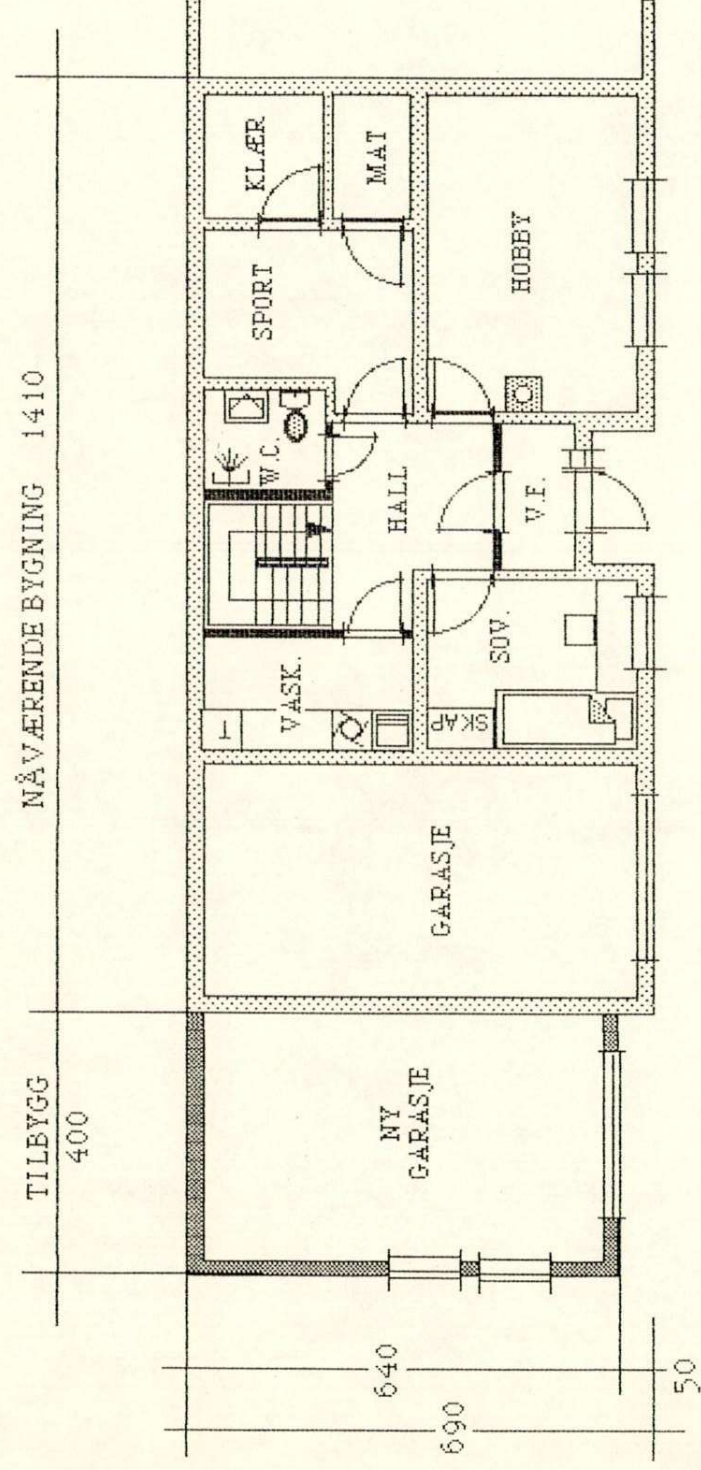 NÅVÆRENDE BYGNING 1410
TILBYGG
400
KLÆR
MAT
SPORT
HOBBY
W.C.
HALL
V.F.
VASK.
T
SKAP
SOV.
GARASJE
NY
GARASJE
640
690
50